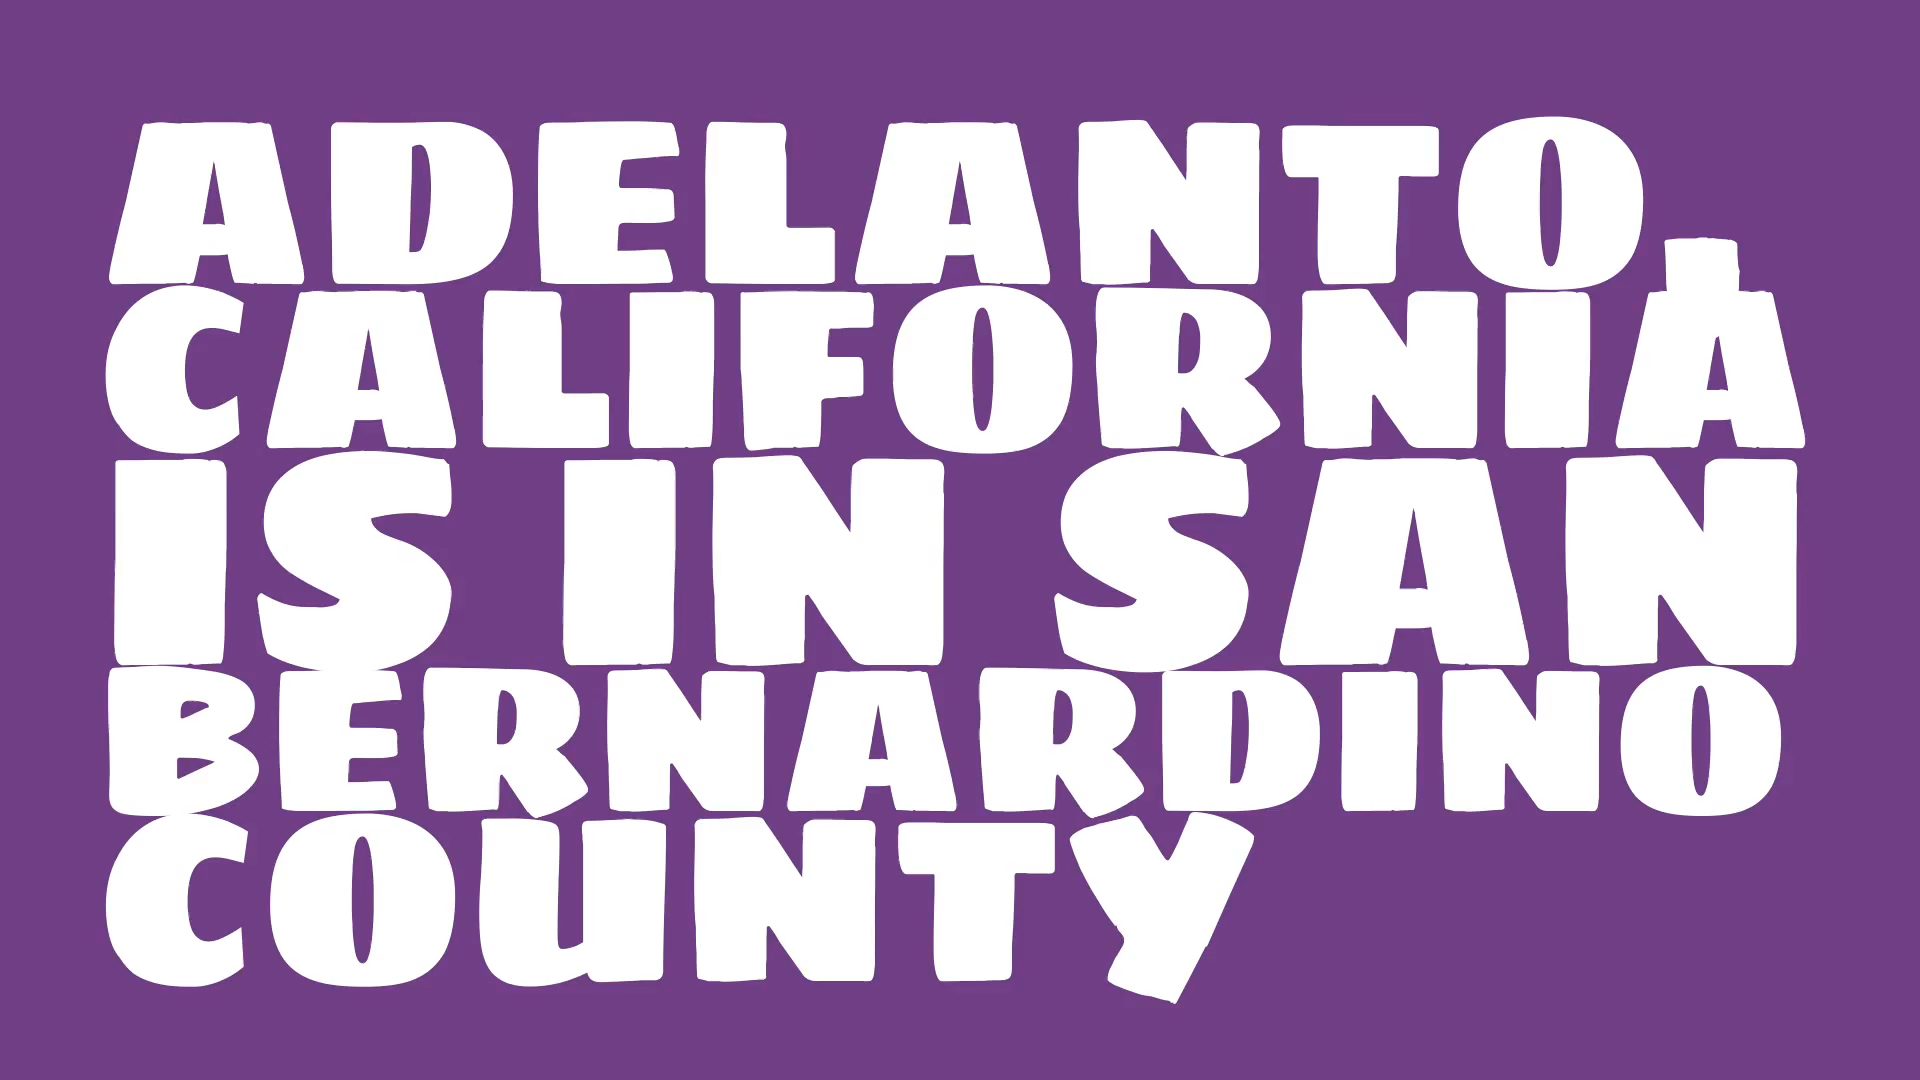 ADELANTO,
CALIFORNIA
IS IN SAN
BERNARDINO
COUNTY